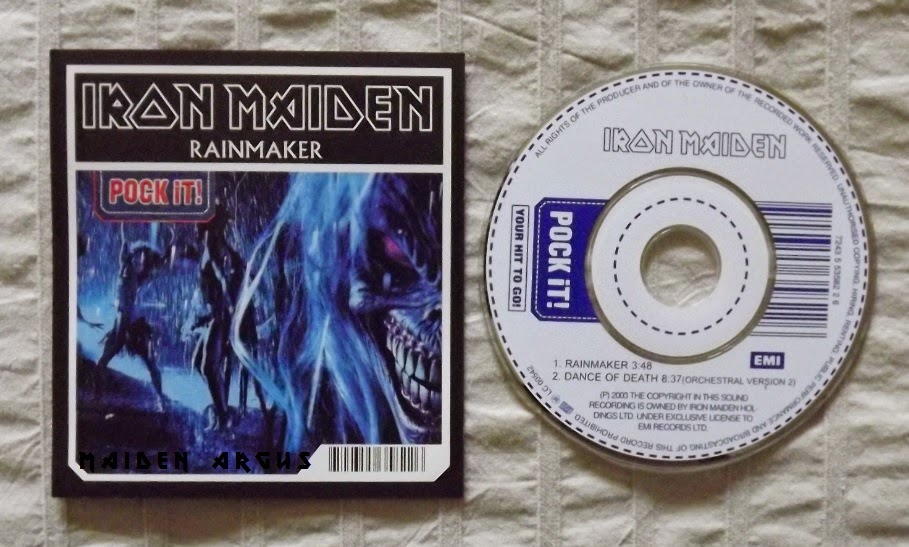 IRON MAIDEN
RAINMAKER
POCK iT!
MAIDEN ARGUS
ALL RIGHTS OF THE PRODUCER AND OF THE OWNER OF THE RECORDED WORK RESERVED. UNAUTHORISED COPYING, HIRING, RENTING, PUBLIC PERFORMANCE AND BROADCASTING OF THIS RECORD PROHIBITED
IRON MAIDEN
POCK iT!
YOUR HIT TO GO!
EMI
1. RAINMAKER 3:48
2. DANCE OF DEATH 8:37 (ORCHESTRAL VERSION 2)
(P) 2003 THE COPYRIGHT IN THIS SOUND
RECORDING IS OWNED BY IRON MAIDEN HOL
DINGS LTD. UNDER EXCLUSIVE LICENSE TO
EMI RECORDS LTD.
LC 00542